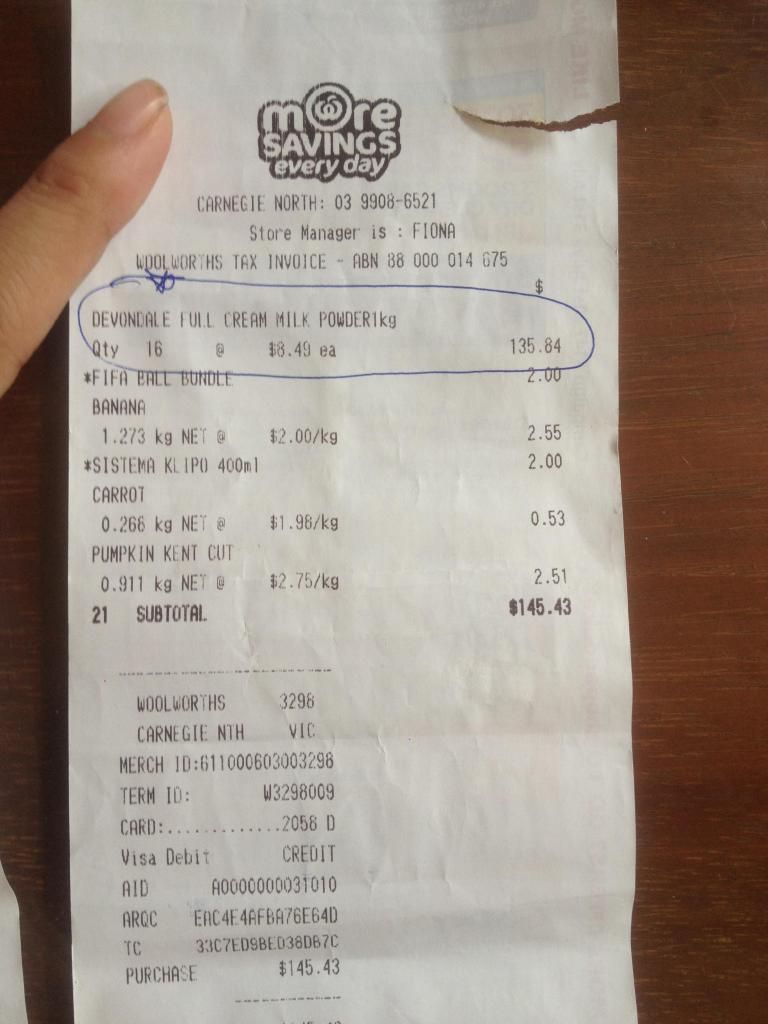 more
SAVINGS
every day
CARNEGIE NORTH: 03 9908-6521
Store Manager is : FIONA
WOOLWORTHS TAX INVOICE - ABN 88 000 014 675
$
DEVONDALE FULL CREAM MILK POWDER1kg
Qty 16 @ $8.49 ea 135.84
*FIFA BALL BUNDLE 2.00
BANANA
1.273 kg NET @ $2.00/kg 2.55
*SISTEMA KLIPO 400ml 2.00
CARROT
0.266 kg NET @ $1.98/kg 0.53
PUMPKIN KENT CUT
0.911 kg NET @ $2.75/kg 2.51
21 SUBTOTAL $145.43
WOOLWORTHS 3298
CARNEGIE NTH VIC
MERCH ID:611000603003298
TERM ID: W3298009
CARD:.............2058 D
Visa Debit CREDIT
AID A0000000031010
ARQC EAC4E4AFBA76E64D
TC 33C7ED9BED38DB7C
PURCHASE $145.43